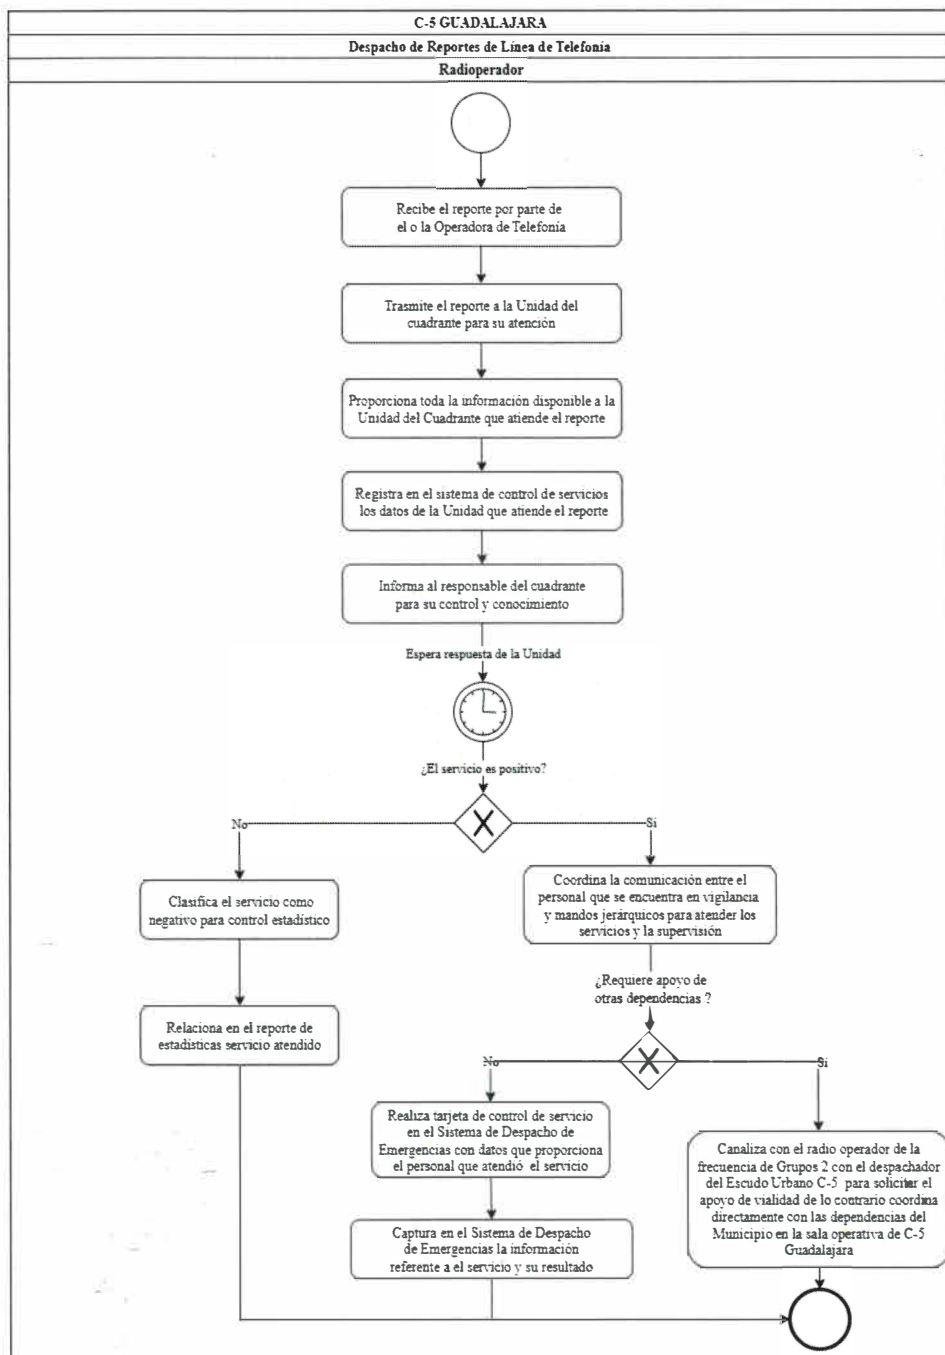 C-5 GUADALAJARA
Despacho de Reportes de Línea de Telefonía
Radioperador
Recibe el reporte por parte de
el o la Operadora de Telefonía
Trasmite el reporte a la Unidad del
cuadrante para su atención
Proporciona toda la información disponible a la
Unidad del Cuadrante que atiende el reporte
Registra en el sistema de control de servicios
los datos de la Unidad que atiende el reporte
Informa al responsable del cuadrante
para su control y conocimiento
Espera respuesta de la Unidad
¿El servicio es positivo?
No
Si
Clasifica el servicio como
negativo para control estadístico
Relaciona en el reporte de
estadísticas servicio atendido
Coordina la comunicación entre el
personal que se encuentra en vigilancia
y mandos jerárquicos para atender los
servicios y la supervisión
¿Requiere apoyo de
otras dependencias ?
No
Si
Realiza tarjeta de control de servicio
en el Sistema de Despacho de
Emergencias con datos que proporciona
el personal que atendió el servicio
Captura en el Sistema de Despacho
de Emergencias la información
referente a el servicio y su resultado
Canaliza con el radio operador de la
frecuencia de Grupos 2 con el despachador
del Escudo Urbano C-5 para solicitar el
apoyo de vialidad de lo contrario coordina
directamente con las dependencias del
Municipio en la sala operativa de C-5
Guadalajara